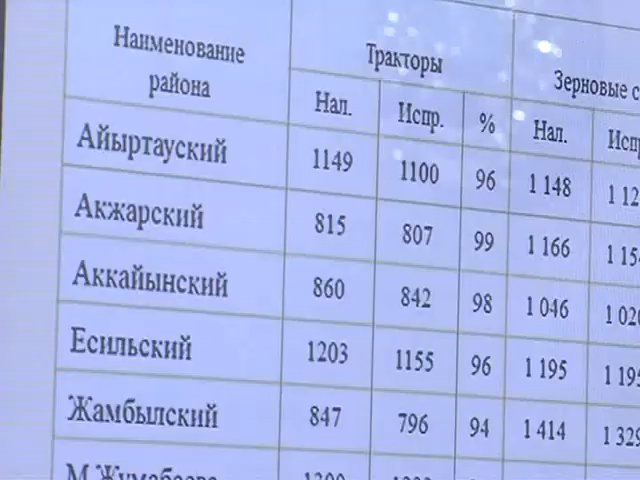 Наименование района
Тракторы
Зерновые
Нал. Испр. % Нал.
Айыртауский 1149 1100 96 1 148
Акжарский 815 807 99 1 166
Аккайынский 860 842 98 1 046
Есильский 1203 1155 96 1 195
Жамбылский 847 796 94 1 414